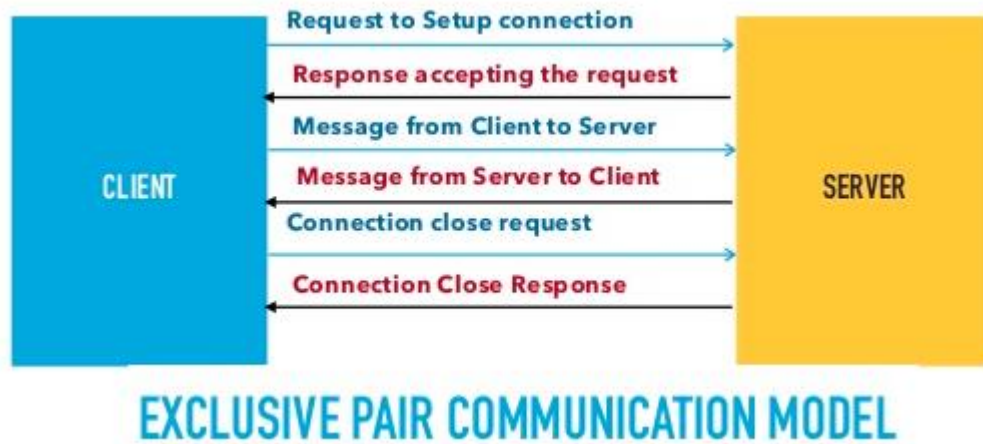 Request to Setup connection
Response accepting the request
Message from Client to Server
CLIENT
Message from Server to Client
SERVER
Connection close request
Connection Close Response
EXCLUSIVE PAIR COMMUNICATION MODEL